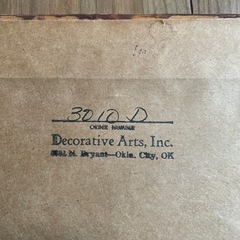 3010 D
ORDER NUMBER
Decorative Arts, Inc.
N. Bryant—Okla. City, OK